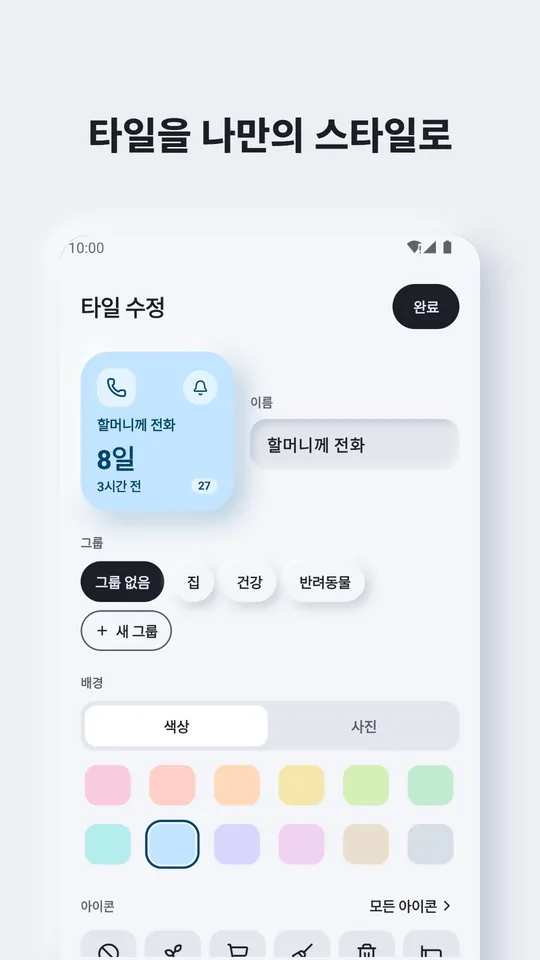 타일을 나만의 스타일로
10:00
타일 수정
완료
할머니께 전화
8일
3시간 전
27
이름
할머니께 전화
그룹
그룹 없음
집
건강
반려동물
+ 새 그룹
배경
색상
사진
아이콘
모든 아이콘